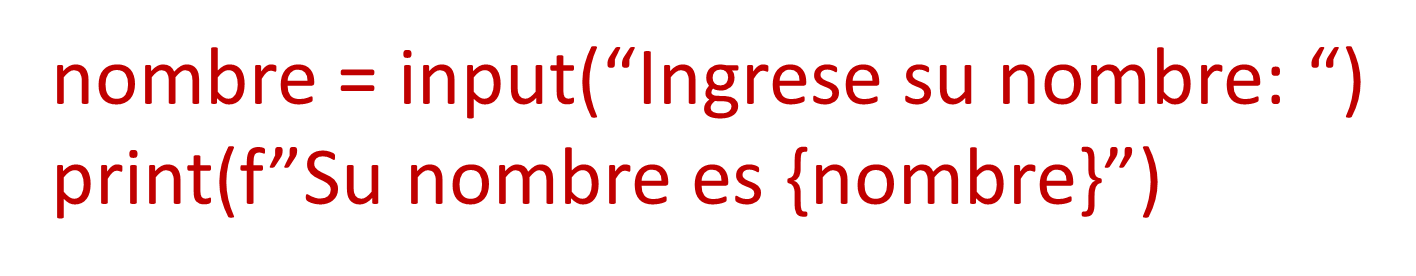 nombre = input(“Ingrese su nombre: “)
print(f”Su nombre es {nombre}”)